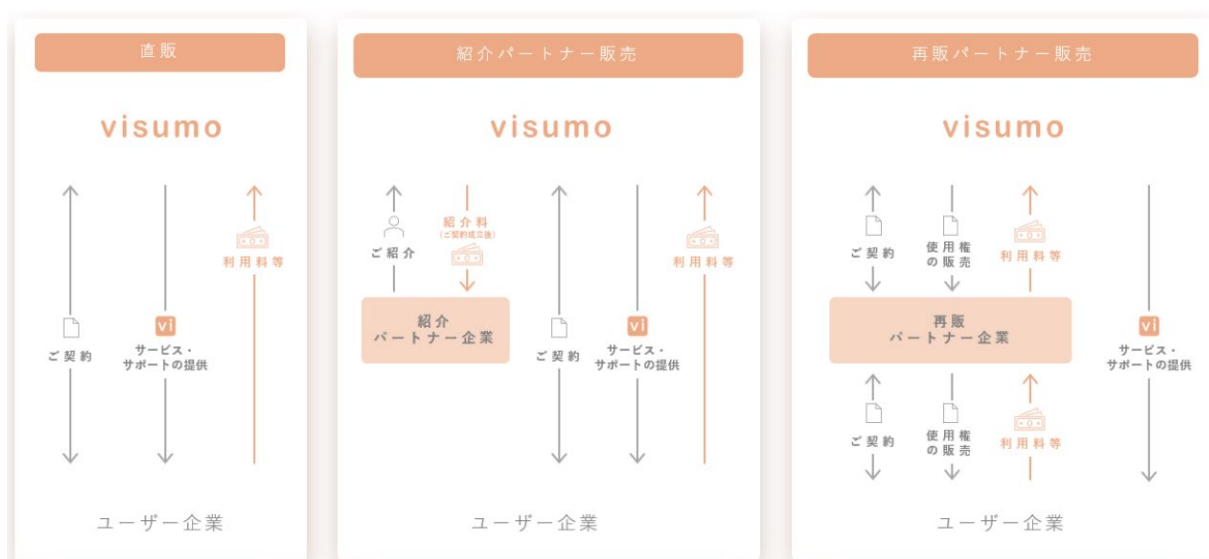 直販
visumo
ご契約
vi
サービス・
サポートの提供
利用料等
ユーザー企業
紹介パートナー販売
visumo
ご紹介
紹介料
(ご契約成立後)
紹介
パートナー企業
ご契約
vi
サービス・
サポートの提供
利用料等
ユーザー企業
再販パートナー販売
visumo
ご契約
使用権
の販売
利用料等
再販
パートナー企業
ご契約
使用権
の販売
利用料等
vi
サービス・
サポートの提供
ユーザー企業